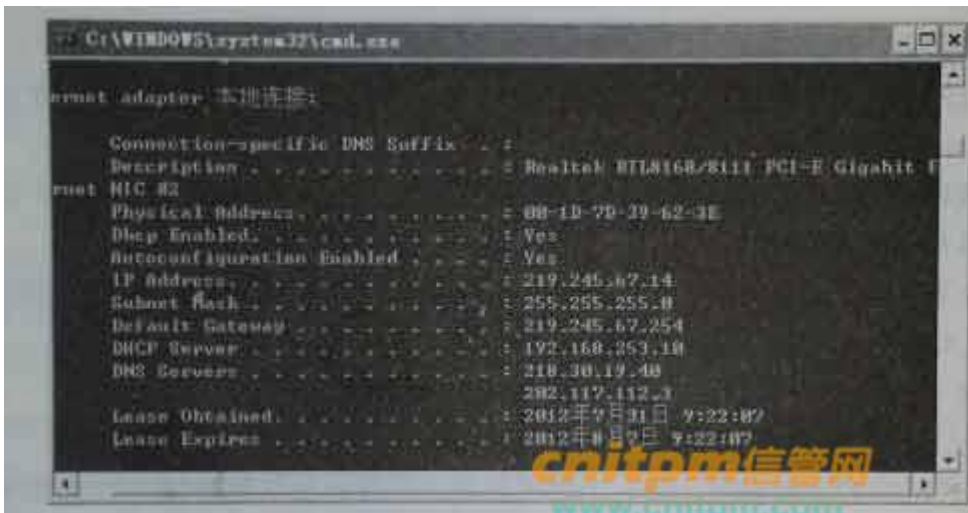 C:\WINDOWS\system32\cmd.exe
ernet adapter 本地连接:
Connection-specific DNS Suffix . :
Description . . . . . . . . . . . : Realtek RTL8168/8111 PCI-E Gigabit E
rnet NIC #2
Physical Address. . . . . . . . . : 00-1D-7D-39-62-3E
Dhcp Enabled. . . . . . . . . . . : Yes
Autoconfiguration Enabled . . . . : Yes
IP Address. . . . . . . . . . . . : 219.245.67.14
Subnet Mask . . . . . . . . . . . : 255.255.255.0
Default Gateway . . . . . . . . . : 219.245.67.254
DHCP Server . . . . . . . . . . . : 192.168.253.10
DNS Servers . . . . . . . . . . . : 218.30.19.40
202.117.112.3
Lease Obtained. . . . . . . . . . : 2012年7月31日 9:22:07
Lease Expires . . . . . . . . . . : 2012年8月7日 9:22:07
cnitpm信管网
www.cnitpm.com